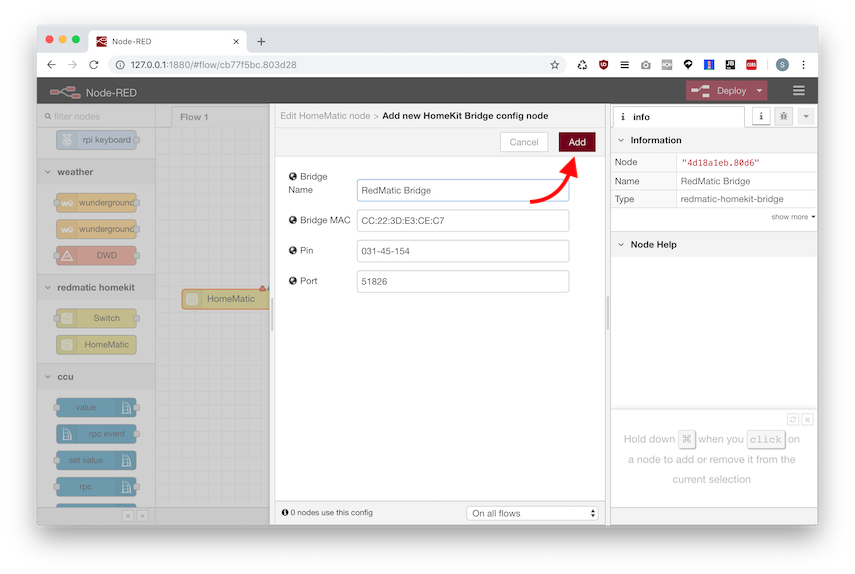 Node-RED
127.0.0.1:1880/#flow/cb77f5bc.803d28
S
Node-RED
Deploy
filter nodes
rpi keyboard
weather
wunderground
wunderground
DWD
redmatic homekit
Switch
HomeMatic
ccu
value
rpc event
set value
rpc
Flow 1
HomeMatic
Edit HomeMatic node > Add new HomeKit Bridge config node
Cancel
Add
Bridge
Name
RedMatic Bridge
Bridge MAC
CC:22:3D:E3:CE:C7
Pin
031-45-154
Port
51826
0 nodes use this config
On all flows
info
Information
Node
"4d18a1eb.80d6"
Name
RedMatic Bridge
Type
redmatic-homekit-bridge
show more
Node Help
Hold down ⌘ when you click on
a node to add or remove it from the
current selection